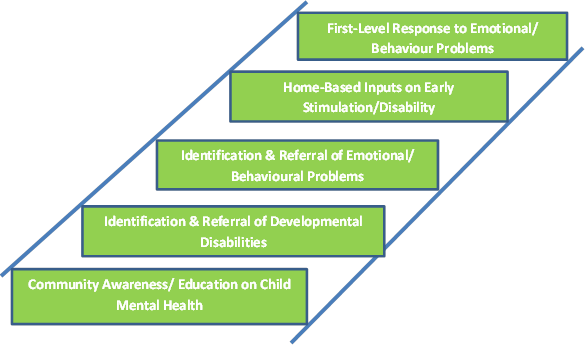 First-Level Response to Emotional/
Behaviour Problems
Home-Based Inputs on Early
Stimulation/Disability
Identification & Referral of Emotional/
Behavioural Problems
Identification & Referral of Developmental
Disabilities
Community Awareness/ Education on Child
Mental Health